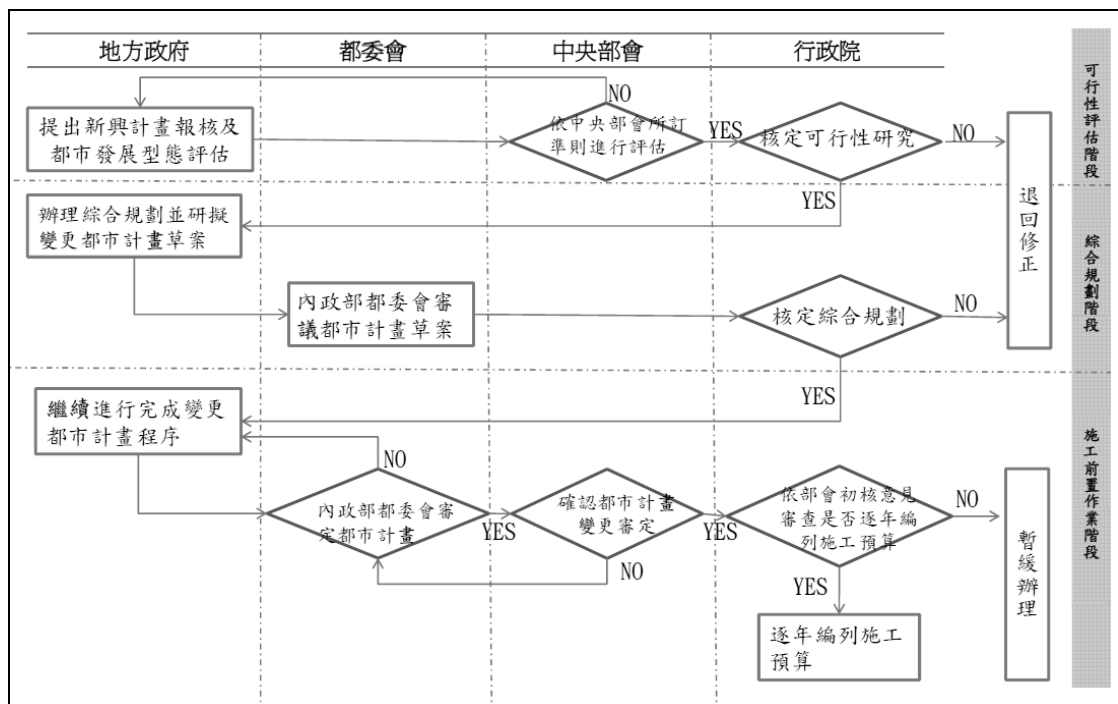 地方政府
都委會
中央部會
行政院
可行性評估階段
NO
提出新興計畫報核及
都市發展型態評估
依中央部會所訂
準則進行評估
YES
核定可行性研究
NO
退回修正
YES
辦理綜合規劃並研擬
變更都市計畫草案
綜合規劃階段
內政部都委會審
議都市計畫草案
核定綜合規劃
NO
YES
繼續進行完成變更
都市計畫程序
施工前置作業階段
NO
內政部都委會審
定都市計畫
YES
確認都市計畫
變更審定
YES
依部會初核意見
審查是否逐年編
列施工預算
NO
暫緩辦理
NO
YES
逐年編列施工
預算